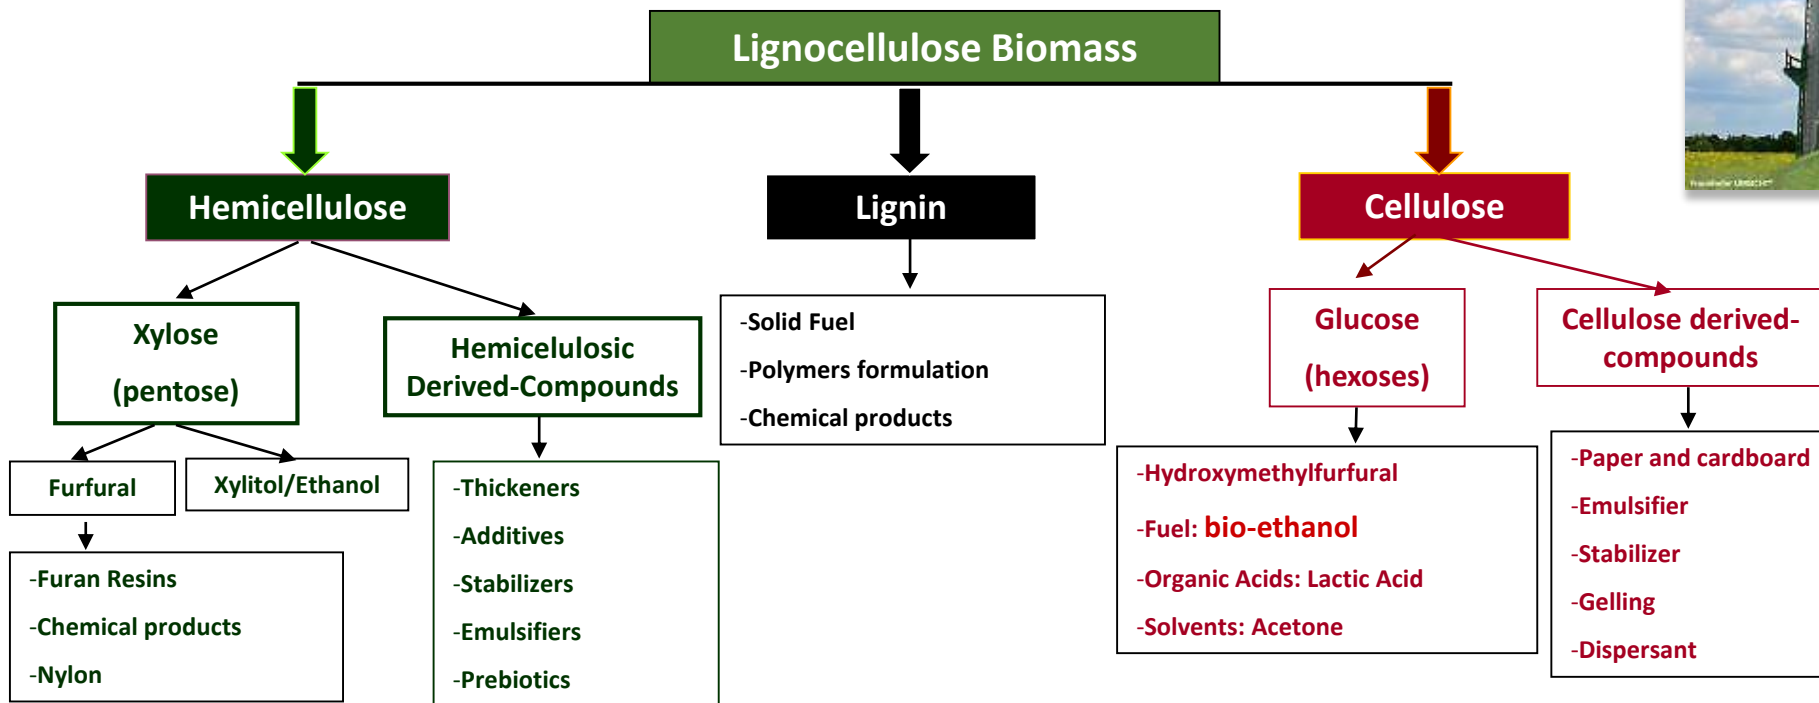 Lignocellulose Biomass
Hemicellulose
Lignin
Cellulose
Xylose
(pentose)
Hemicelulosic
Derived-Compounds
-Solid Fuel
-Polymers formulation
-Chemical products
Glucose
(hexoses)
Cellulose derived-
compounds
Furfural
Xylitol/Ethanol
-Furan Resins
-Chemical products
-Nylon
-Thickeners
-Additives
-Stabilizers
-Emulsifiers
-Prebiotics
-Hydroxymethylfurfural
-Fuel: bio-ethanol
-Organic Acids: Lactic Acid
-Solvents: Acetone
-Paper and cardboard
-Emulsifier
-Stabilizer
-Gelling
-Dispersant
Fraunhofer UMSICHT